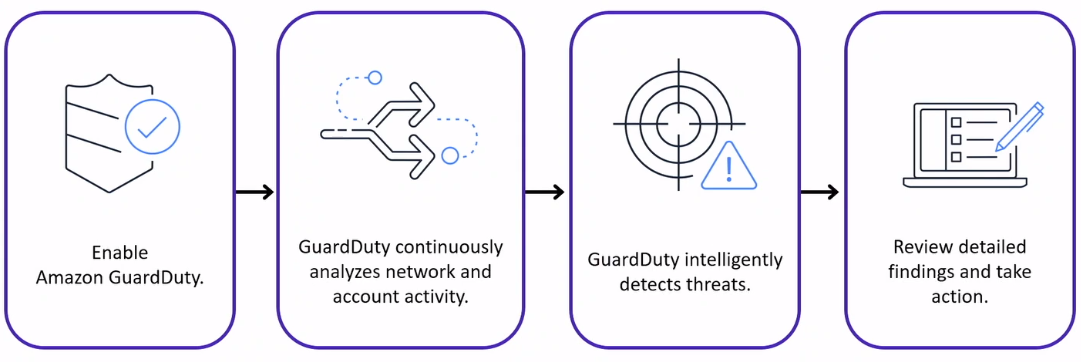 Enable
Amazon GuardDuty.
GuardDuty continuously
analyzes network and
account activity.
GuardDuty intelligently
detects threats.
Review detailed
findings and take
action.